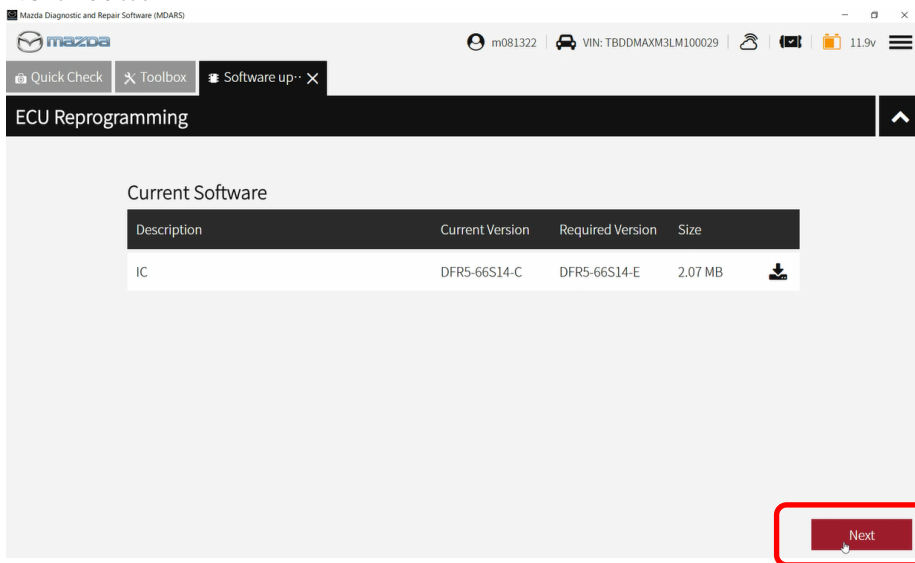 Mazda Diagnostic and Repair Software (MDARS)
mazda m081322 VIN: TBDDMAXM3LM100029 11.9v
Quick Check Toolbox Software up··
ECU Reprogramming
Current Software
Description Current Version Required Version Size
IC DFR5-66S14-C DFR5-66S14-E 2.07 MB
Next